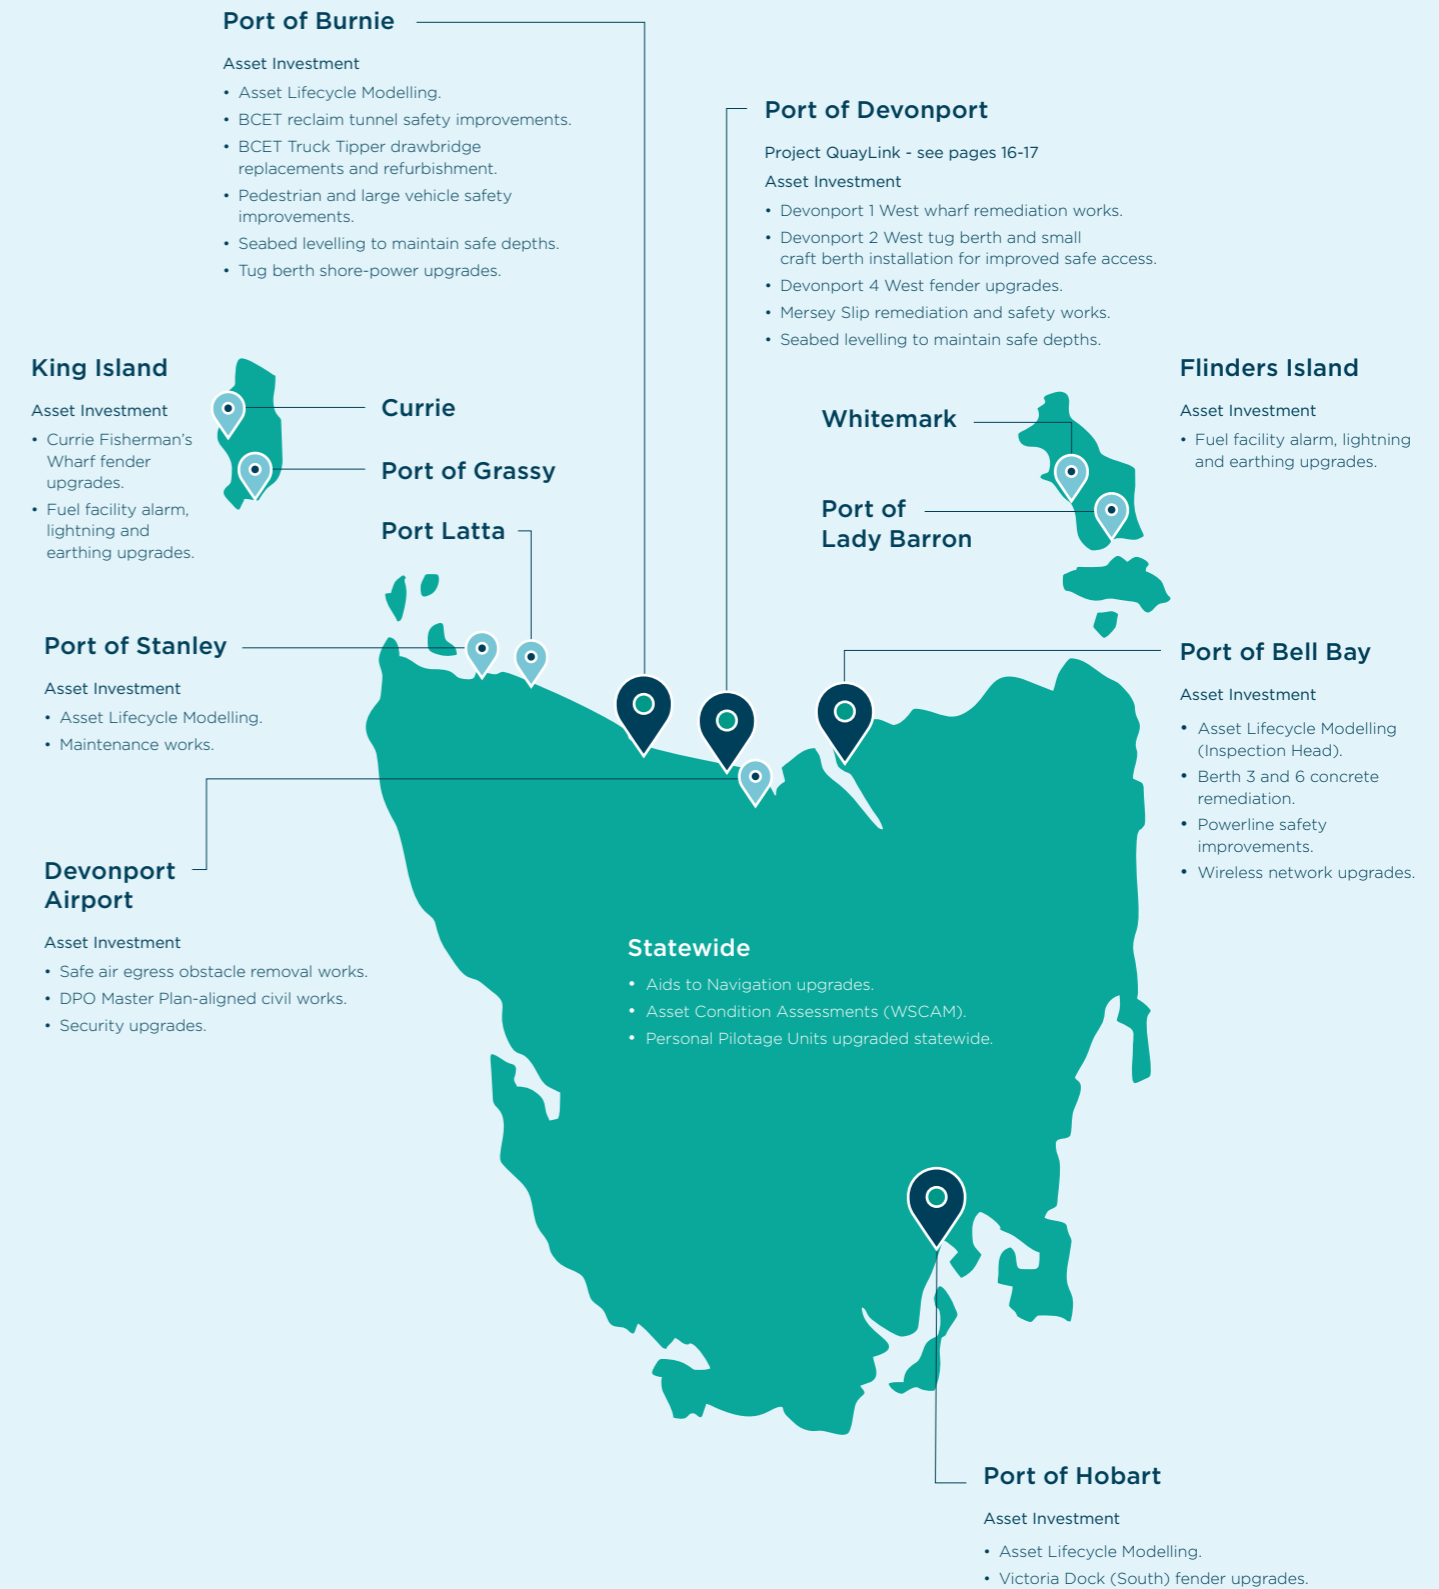 Port of Burnie
Asset Investment
• Asset Lifecycle Modelling.
• BCET reclaim tunnel safety improvements.
• BCET Truck Tipper drawbridge
replacements and refurbishment.
• Pedestrian and large vehicle safety
improvements.
• Seabed levelling to maintain safe depths.
• Tug berth shore-power upgrades.
Port of Devonport
Project QuayLink - see pages 16-17
Asset Investment
• Devonport 1 West wharf remediation works.
• Devonport 2 West tug berth and small
craft berth installation for improved safe access.
• Devonport 4 West fender upgrades.
• Mersey Slip remediation and safety works.
• Seabed levelling to maintain safe depths.
King Island
Asset Investment
• Currie Fisherman's
Wharf fender
upgrades.
• Fuel facility alarm,
lightning and
earthing upgrades.
Currie
Port of Grassy
Port Latta
Whitemark
Port of
Lady Barron
Flinders Island
Asset Investment
• Fuel facility alarm, lightning
and earthing upgrades.
Port of Stanley
Asset Investment
• Asset Lifecycle Modelling.
• Maintenance works.
Port of Bell Bay
Asset Investment
• Asset Lifecycle Modelling
(Inspection Head).
• Berth 3 and 6 concrete
remediation.
• Powerline safety
improvements.
• Wireless network upgrades.
Devonport
Airport
Asset Investment
• Safe air egress obstacle removal works.
• DPO Master Plan-aligned civil works.
• Security upgrades.
Statewide
• Aids to Navigation upgrades.
• Asset Condition Assessments (WSCAM).
• Personal Pilotage Units upgraded statewide.
Port of Hobart
Asset Investment
• Asset Lifecycle Modelling.
• Victoria Dock (South) fender upgrades.